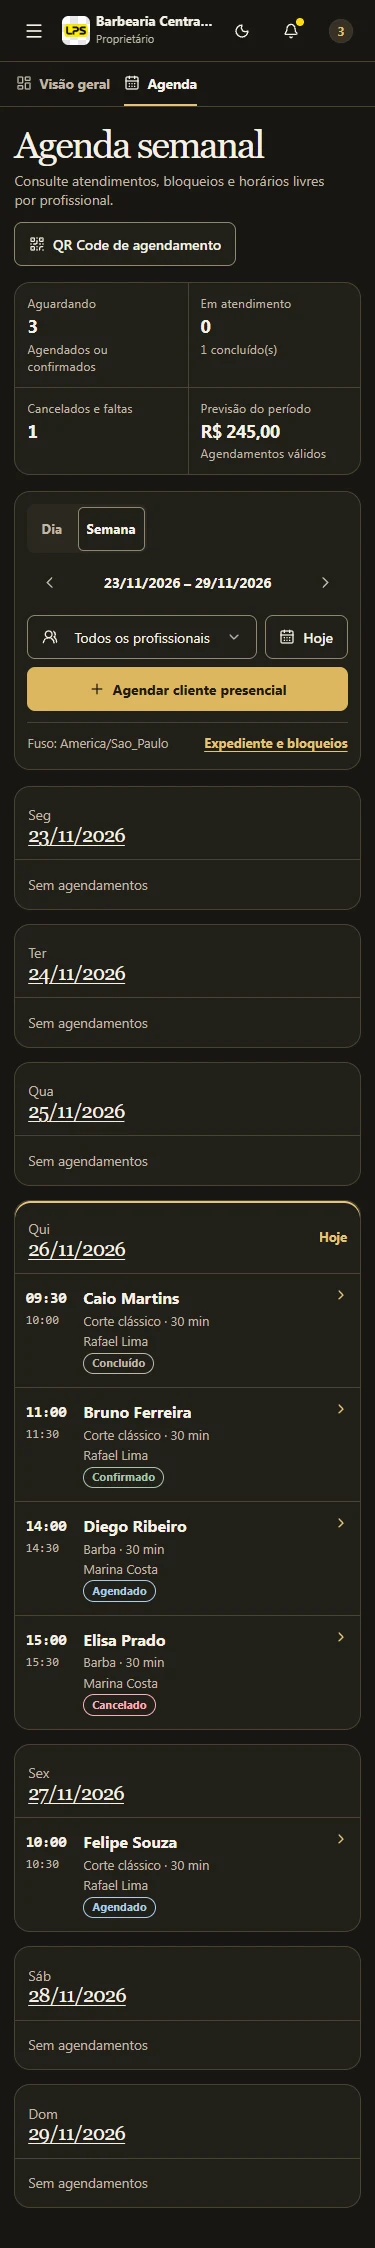 LPS
Barbearia Centra...
Proprietário
3
Visão geral
Agenda
Agenda semanal
Consulte atendimentos, bloqueios e horários livres
por profissional.
QR Code de agendamento
Aguardando
3
Agendados ou
confirmados
Em atendimento
0
1 concluído(s)
Cancelados e faltas
1
Previsão do período
R$ 245,00
Agendamentos válidos
Dia
Semana
23/11/2026 – 29/11/2026
Todos os profissionais
Hoje
+ Agendar cliente presencial
Fuso: America/Sao_Paulo
Expediente e bloqueios
Seg
23/11/2026
Sem agendamentos
Ter
24/11/2026
Sem agendamentos
Qua
25/11/2026
Sem agendamentos
Qui
26/11/2026
Hoje
09:30
10:00
Caio Martins
Corte clássico · 30 min
Rafael Lima
Concluído
11:00
11:30
Bruno Ferreira
Corte clássico · 30 min
Rafael Lima
Confirmado
14:00
14:30
Diego Ribeiro
Barba · 30 min
Marina Costa
Agendado
15:00
15:30
Elisa Prado
Barba · 30 min
Marina Costa
Cancelado
Sex
27/11/2026
10:00
10:30
Felipe Souza
Corte clássico · 30 min
Rafael Lima
Agendado
Sáb
28/11/2026
Sem agendamentos
Dom
29/11/2026
Sem agendamentos